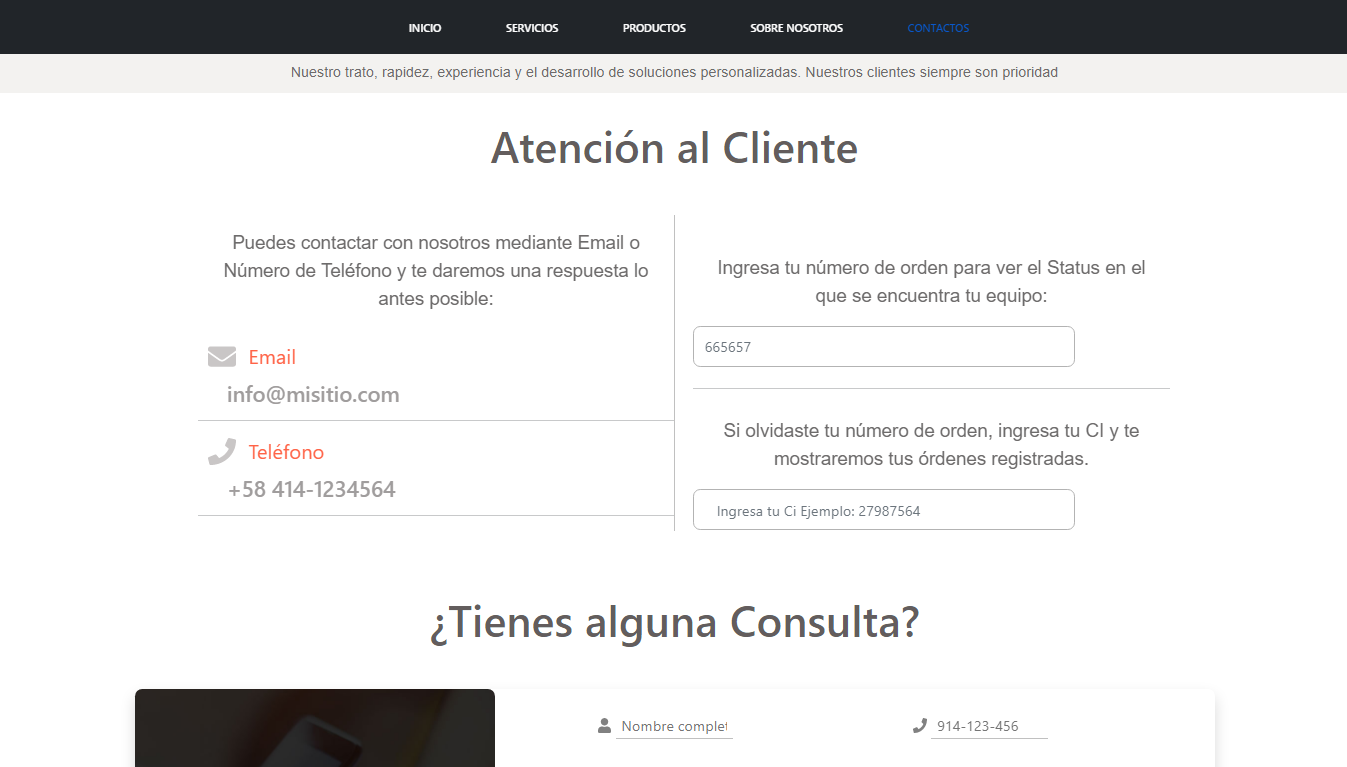 INICIO SERVICIOS PRODUCTOS SOBRE NOSOTROS CONTACTOS
Nuestro trato, rapidez, experiencia y el desarrollo de soluciones personalizadas. Nuestros clientes siempre son prioridad
Atención al Cliente
Puedes contactar con nosotros mediante Email o
Número de Teléfono y te daremos una respuesta lo
antes posible:
Email
info@misitio.com
Teléfono
+58 414-1234564
Ingresa tu número de orden para ver el Status en el
que se encuentra tu equipo:
665657
Si olvidaste tu número de orden, ingresa tu CI y te
mostraremos tus órdenes registradas.
Ingresa tu Ci Ejemplo: 27987564
¿Tienes alguna Consulta?
Nombre complet
914-123-456